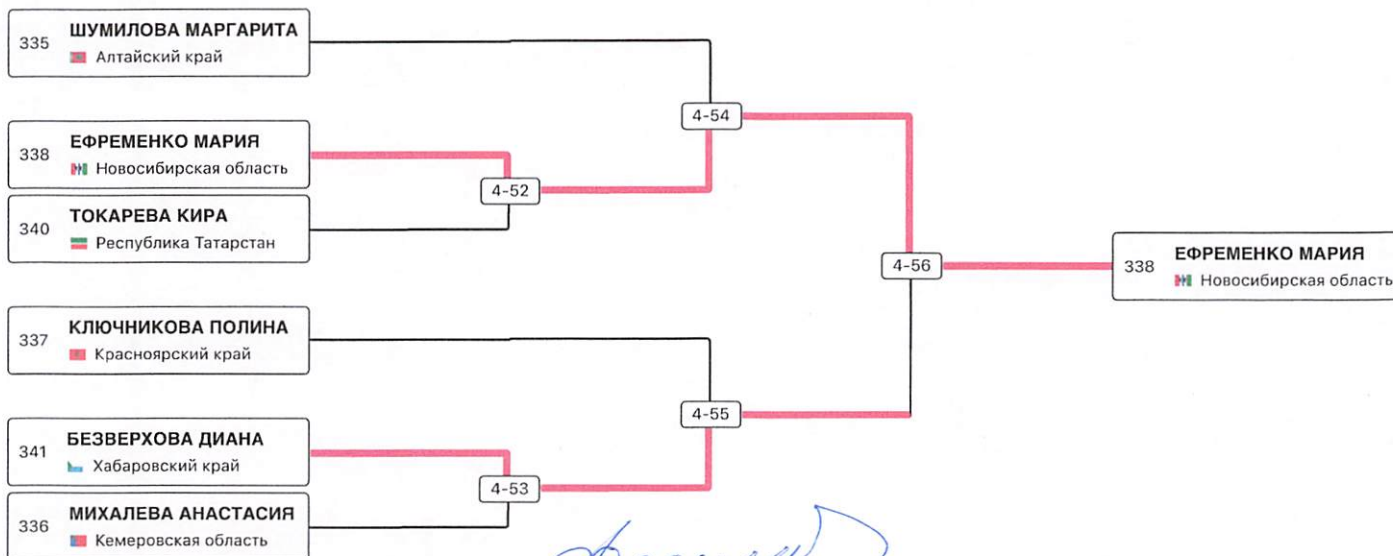 335 ШУМИЛОВА МАРГАРИТА
Алтайский край
4-54
338 ЕФРЕМЕНКО МАРИЯ
Новосибирская область
4-52
340 ТОКАРЕВА КИРА
Республика Татарстан
4-56
338 ЕФРЕМЕНКО МАРИЯ
Новосибирская область
337 КЛЮЧНИКОВА ПОЛИНА
Красноярский край
4-55
341 БЕЗВЕРХОВА ДИАНА
Хабаровский край
4-53
336 МИХАЛЕВА АНАСТАСИЯ
Кемеровская область